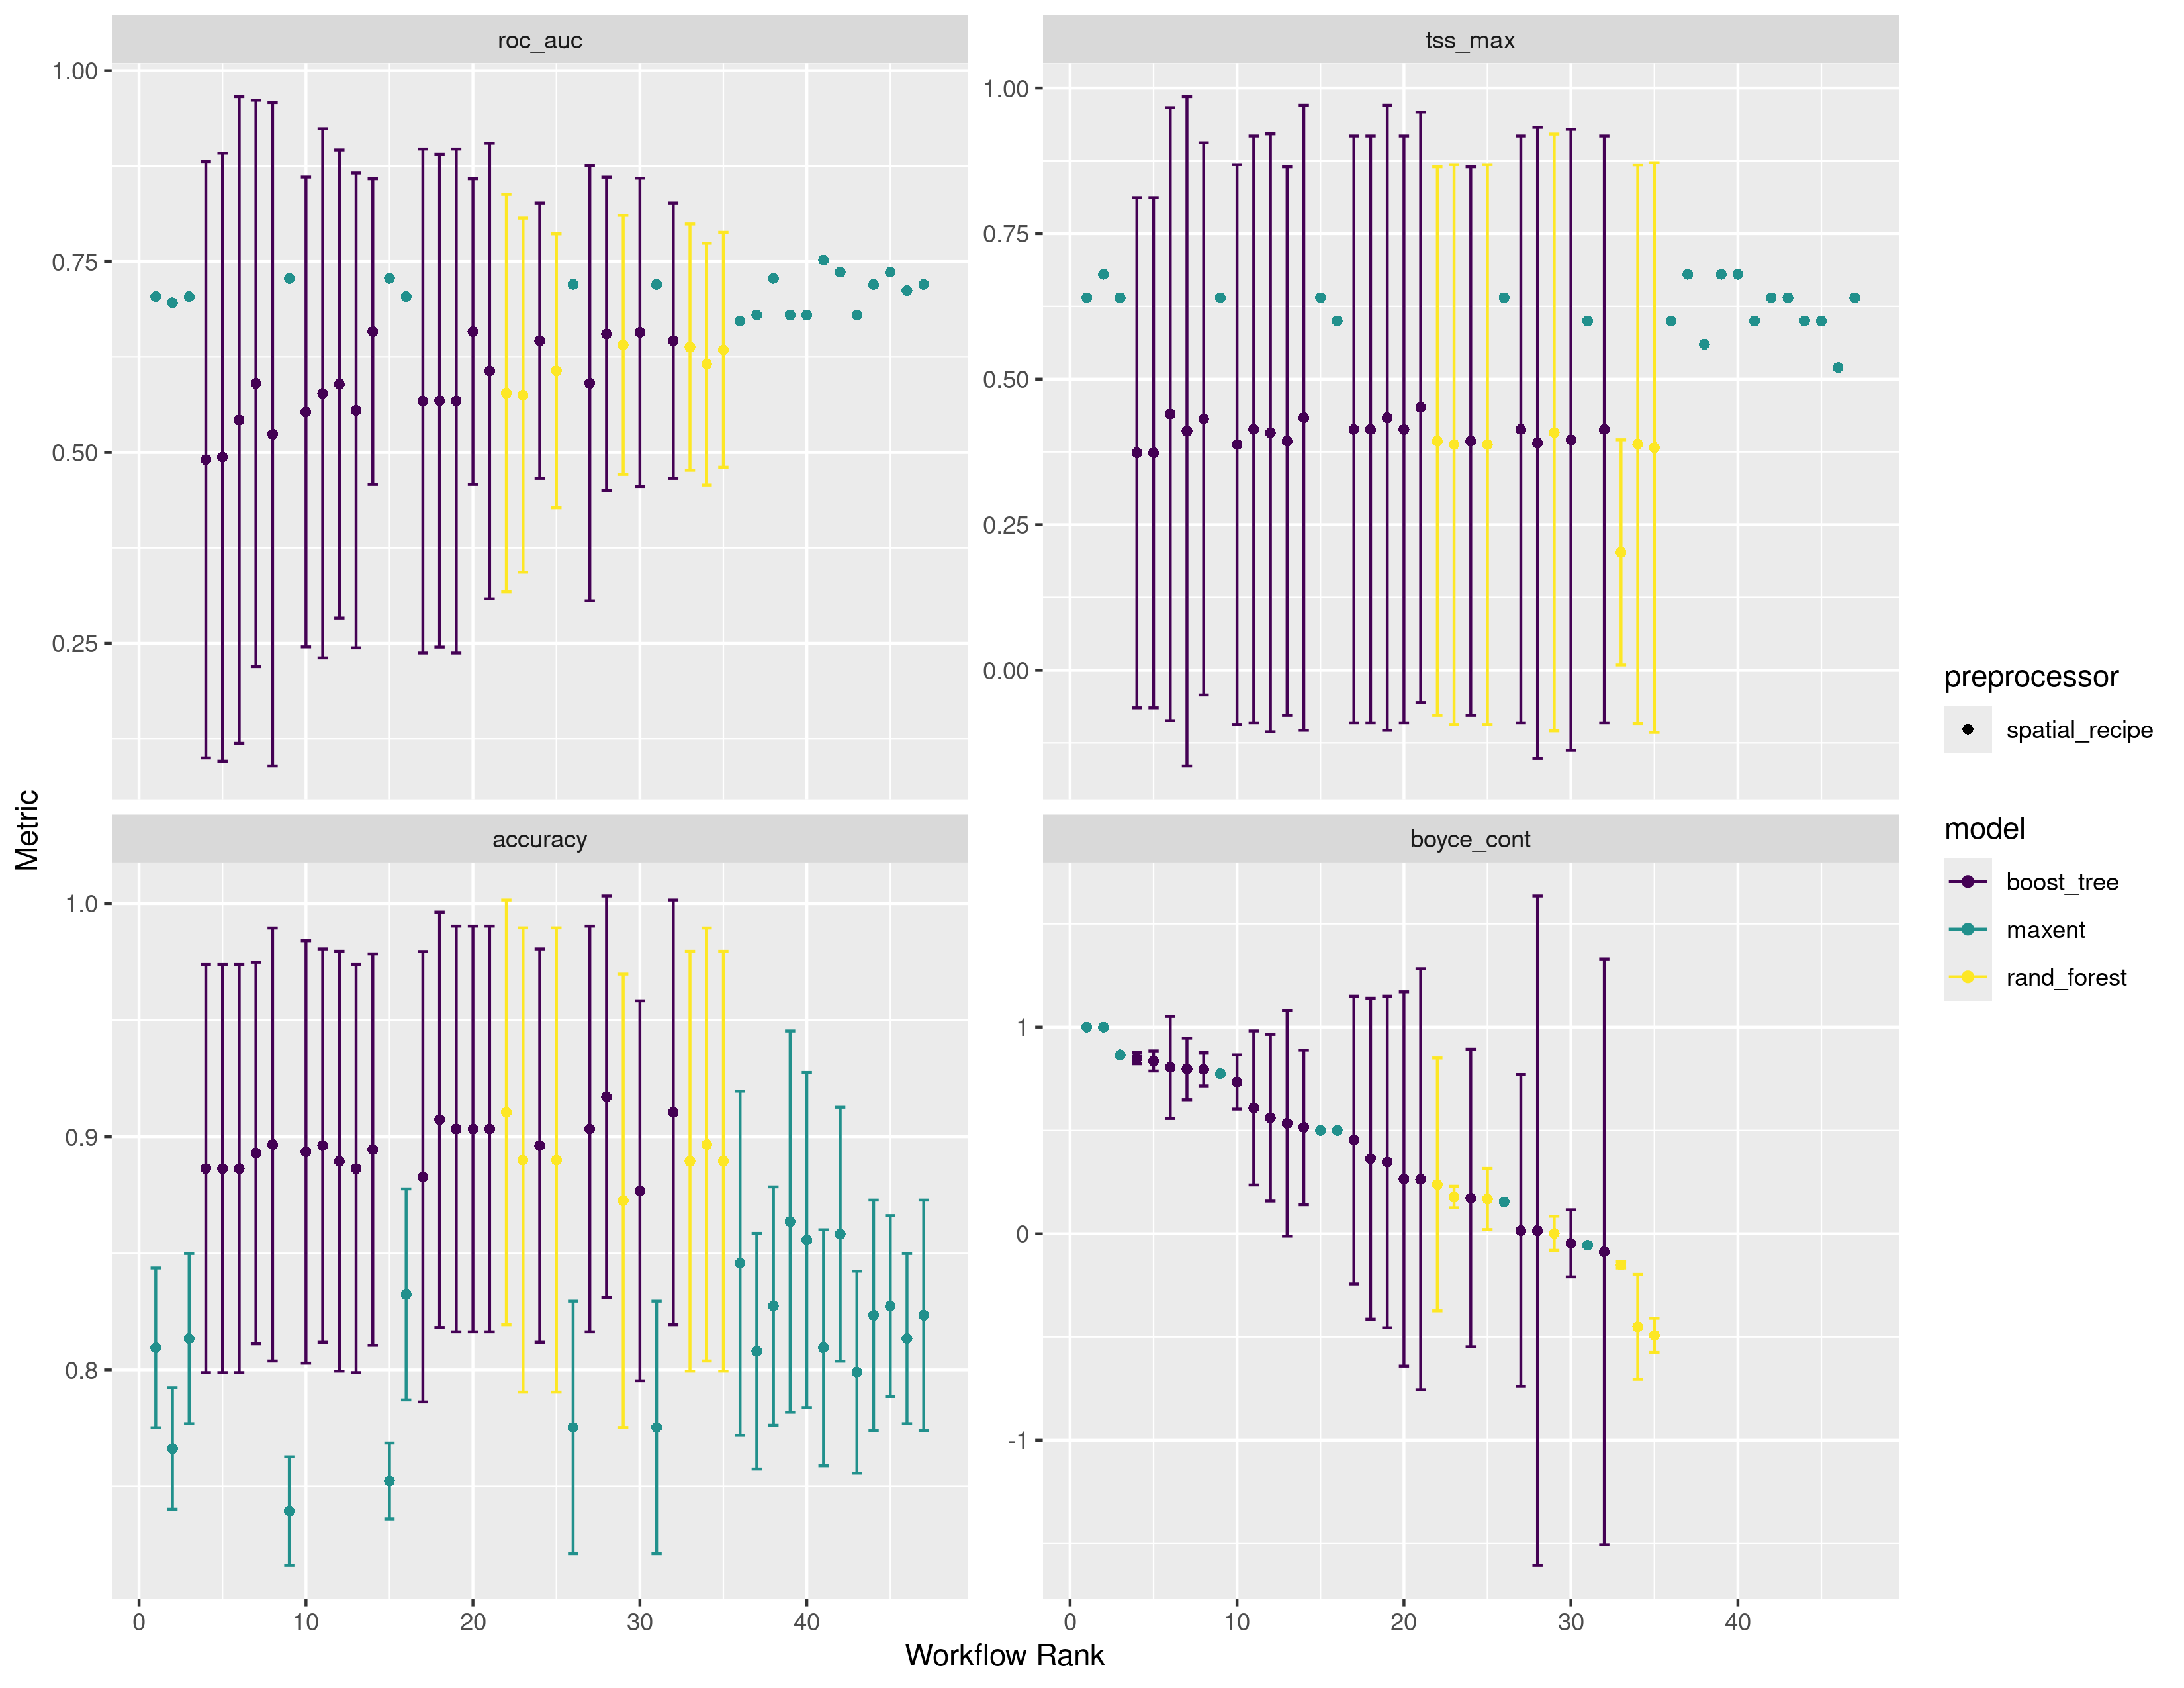 roc_auc
tss_max
1.00
0.75
0.50
0.25
1.00
0.75
0.50
0.25
0.00
accuracy
boyce_cont
1.0
0.9
0.8
1
0
-1
0 10 20 30 40
0 10 20 30 40
Workflow Rank
Metric
preprocessor
spatial_recipe
model
boost_tree
maxent
rand_forest